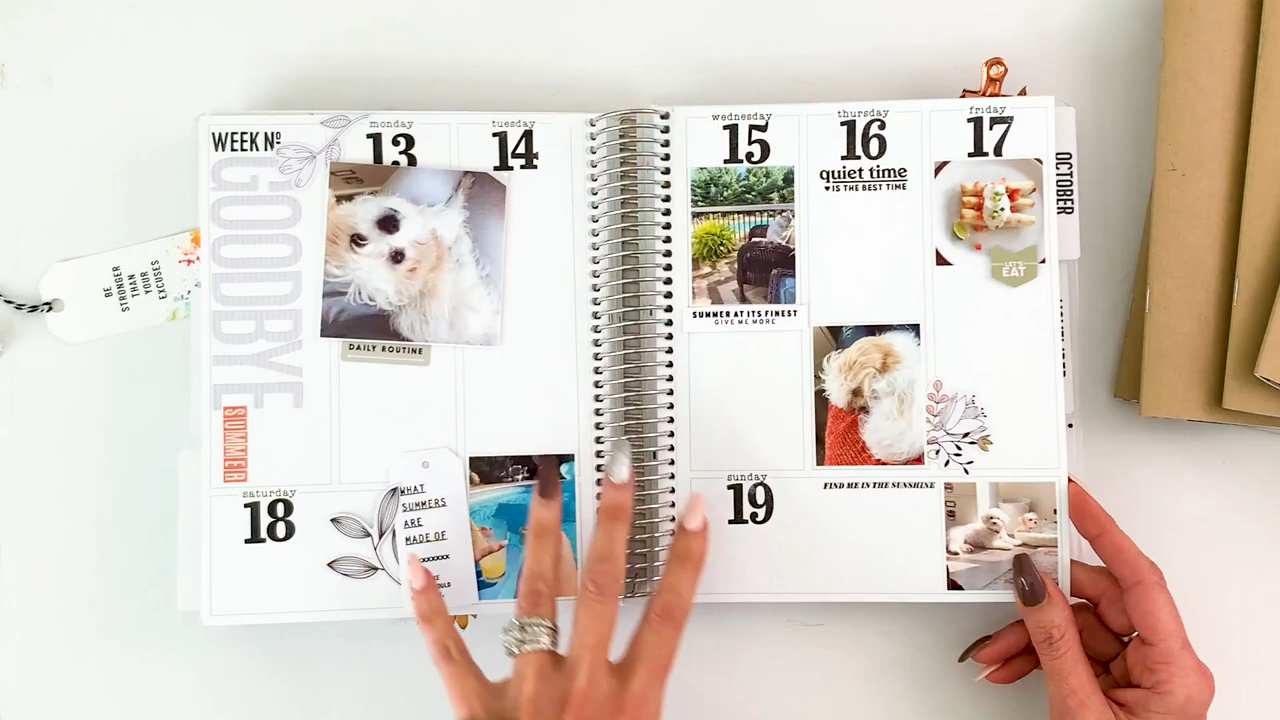 WEEK Nº
GOODBYE
SUMMER
monday
13
tuesday
14
DAILY ROUTINE
BE
STRONGER
THAN
YOUR
EXCUSES
saturday
18
WHAT
SUMMERS
ARE
MADE OF
xxxxxxx
wednesday
15
SUMMER AT ITS FINEST
GIVE ME MORE
thursday
16
quiet time
♥IS THE BEST TIME
friday
17
LET'S
EAT
sunday
19
FIND ME IN THE SUNSHINE
OCTOBER